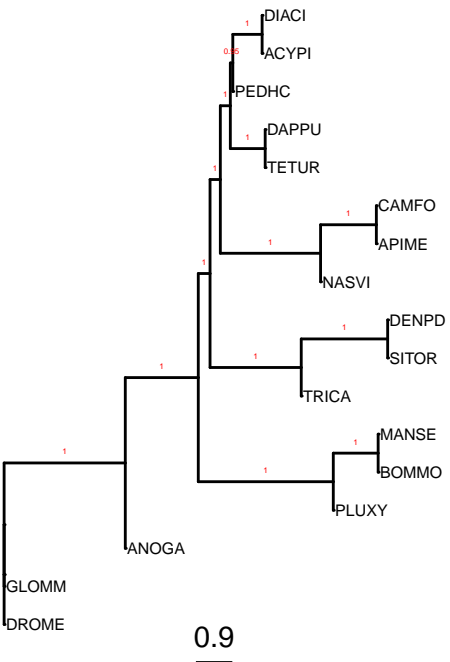 DIACI
1
ACYPI
0.95
PEDHC
1
DAPPU
1
TETUR
1
CAMFO
1
APIME
1
NASVI
1
DENPD
1
SITOR
1
TRICA
MANSE
1
1
BOMMO
1
PLUXY
1
ANOGA
GLOMM
DROME
0.9